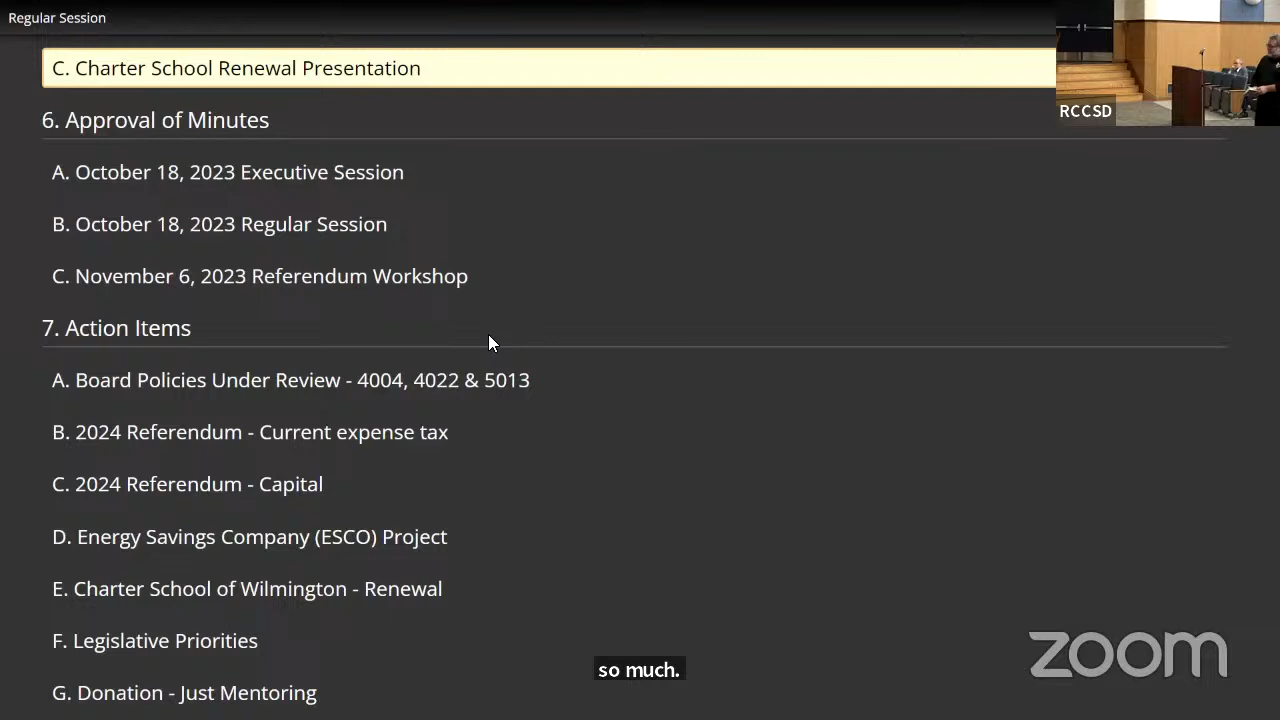 Regular Session
C. Charter School Renewal Presentation
RCCSD
6. Approval of Minutes
A. October 18, 2023 Executive Session
B. October 18, 2023 Regular Session
C. November 6, 2023 Referendum Workshop
7. Action Items
A. Board Policies Under Review - 4004, 4022 & 5013
B. 2024 Referendum - Current expense tax
C. 2024 Referendum - Capital
D. Energy Savings Company (ESCO) Project
E. Charter School of Wilmington - Renewal
F. Legislative Priorities
G. Donation - Just Mentoring
so much.
zoom